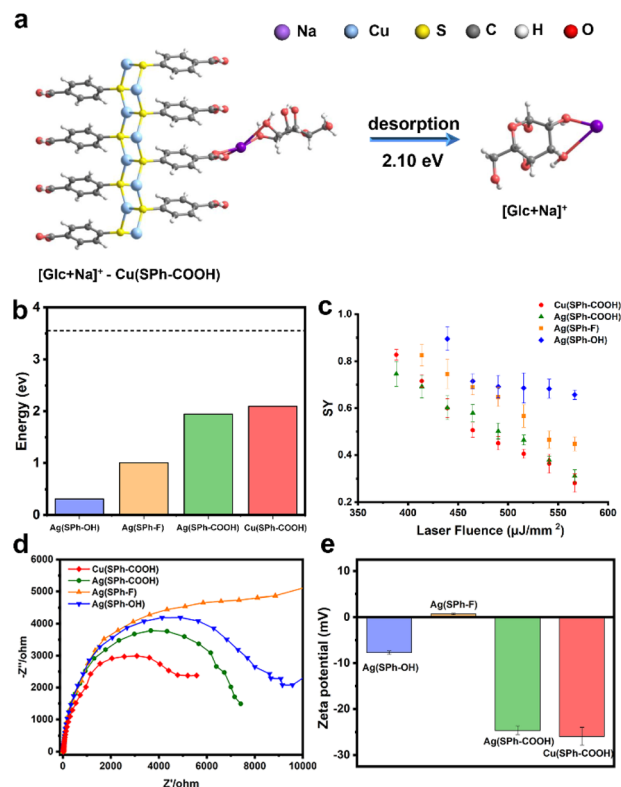 a
Na Cu S C H O
desorption
2.10 eV
[Glc+Na]⁺
[Glc+Na]⁺ - Cu(SPh-COOH)
b
Energy (ev)
4
3
2
1
0
Ag(SPh-OH) Ag(SPh-F) Ag(SPh-COOH) Cu(SPh-COOH)
c
Cu(SPh-COOH)
Ag(SPh-COOH)
Ag(SPh-F)
Ag(SPh-OH)
SY
1.0
0.8
0.6
0.4
0.2
350 400 450 500 550 600
Laser Fluence (μJ/mm²)
d
Cu(SPh-COOH)
Ag(SPh-COOH)
Ag(SPh-F)
Ag(SPh-OH)
-Z''/ohm
-6000
-5000
4000
3000
2000
1000
0
0 2000 4000 6000 8000 10000
Z'/ohm
e
Zeta potential (mV)
10
0
-10
-20
-30
Ag(SPh-F)
Ag(SPh-OH)
Ag(SPh-COOH)
Cu(SPh-COOH)